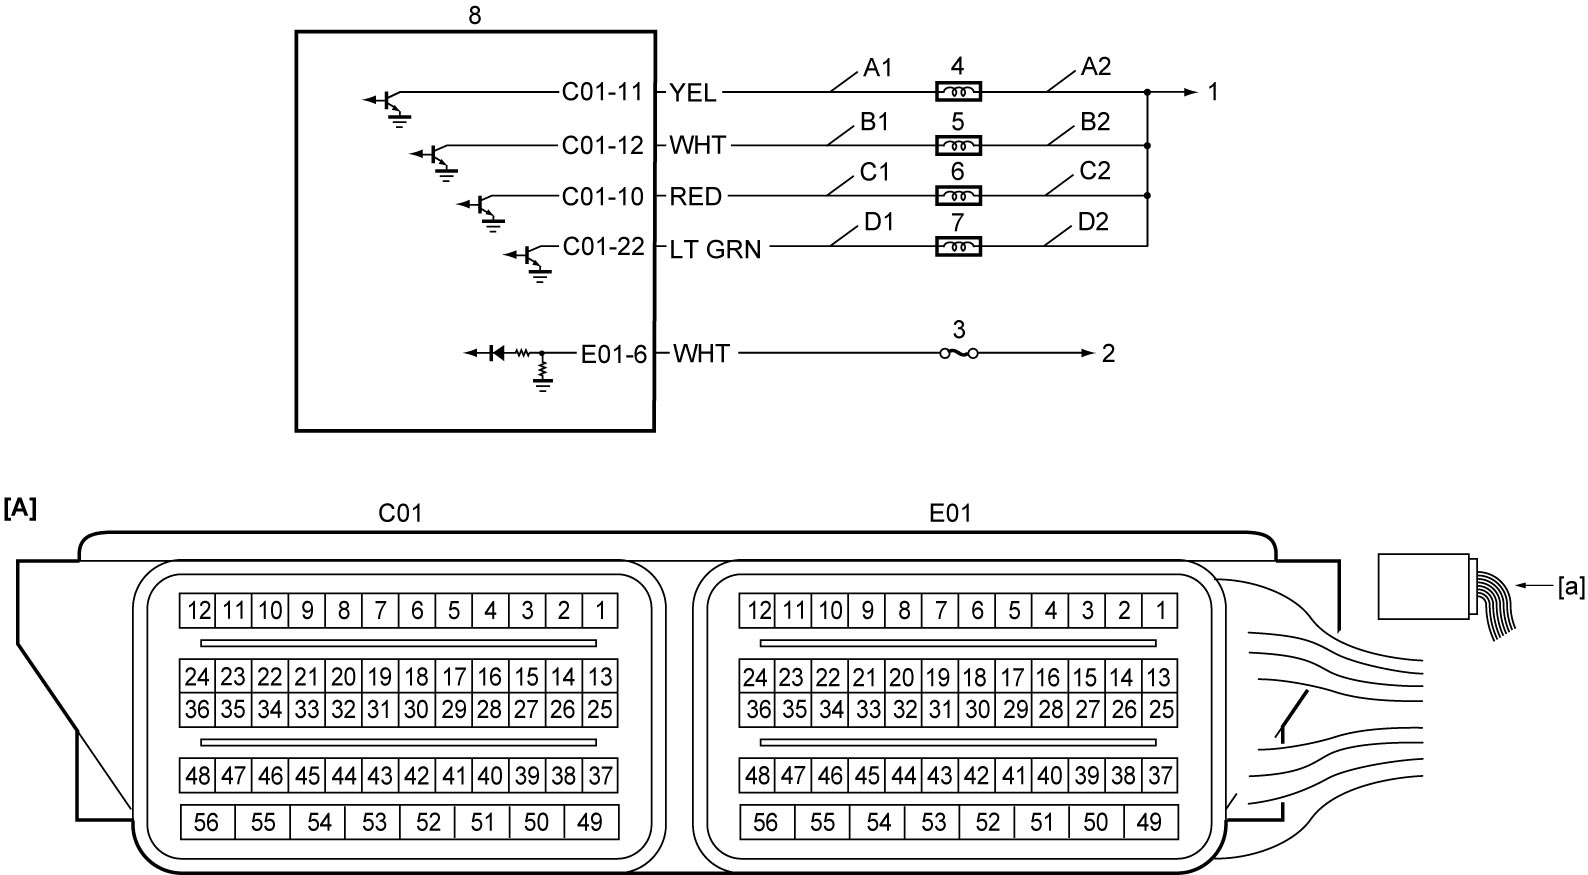 8
C01-11 YEL A1 4 A2 1
C01-12 WHT B1 5 B2
C01-10 RED C1 6 C2
C01-22 LT GRN D1 7 D2
E01-6 WHT 3 2
[A]
C01 E01
[a]
12 11 10 9 8 7 6 5 4 3 2 1
24 23 22 21 20 19 18 17 16 15 14 13
36 35 34 33 32 31 30 29 28 27 26 25
48 47 46 45 44 43 42 41 40 39 38 37
56 55 54 53 52 51 50 49
12 11 10 9 8 7 6 5 4 3 2 1
24 23 22 21 20 19 18 17 16 15 14 13
36 35 34 33 32 31 30 29 28 27 26 25
48 47 46 45 44 43 42 41 40 39 38 37
56 55 54 53 52 51 50 49